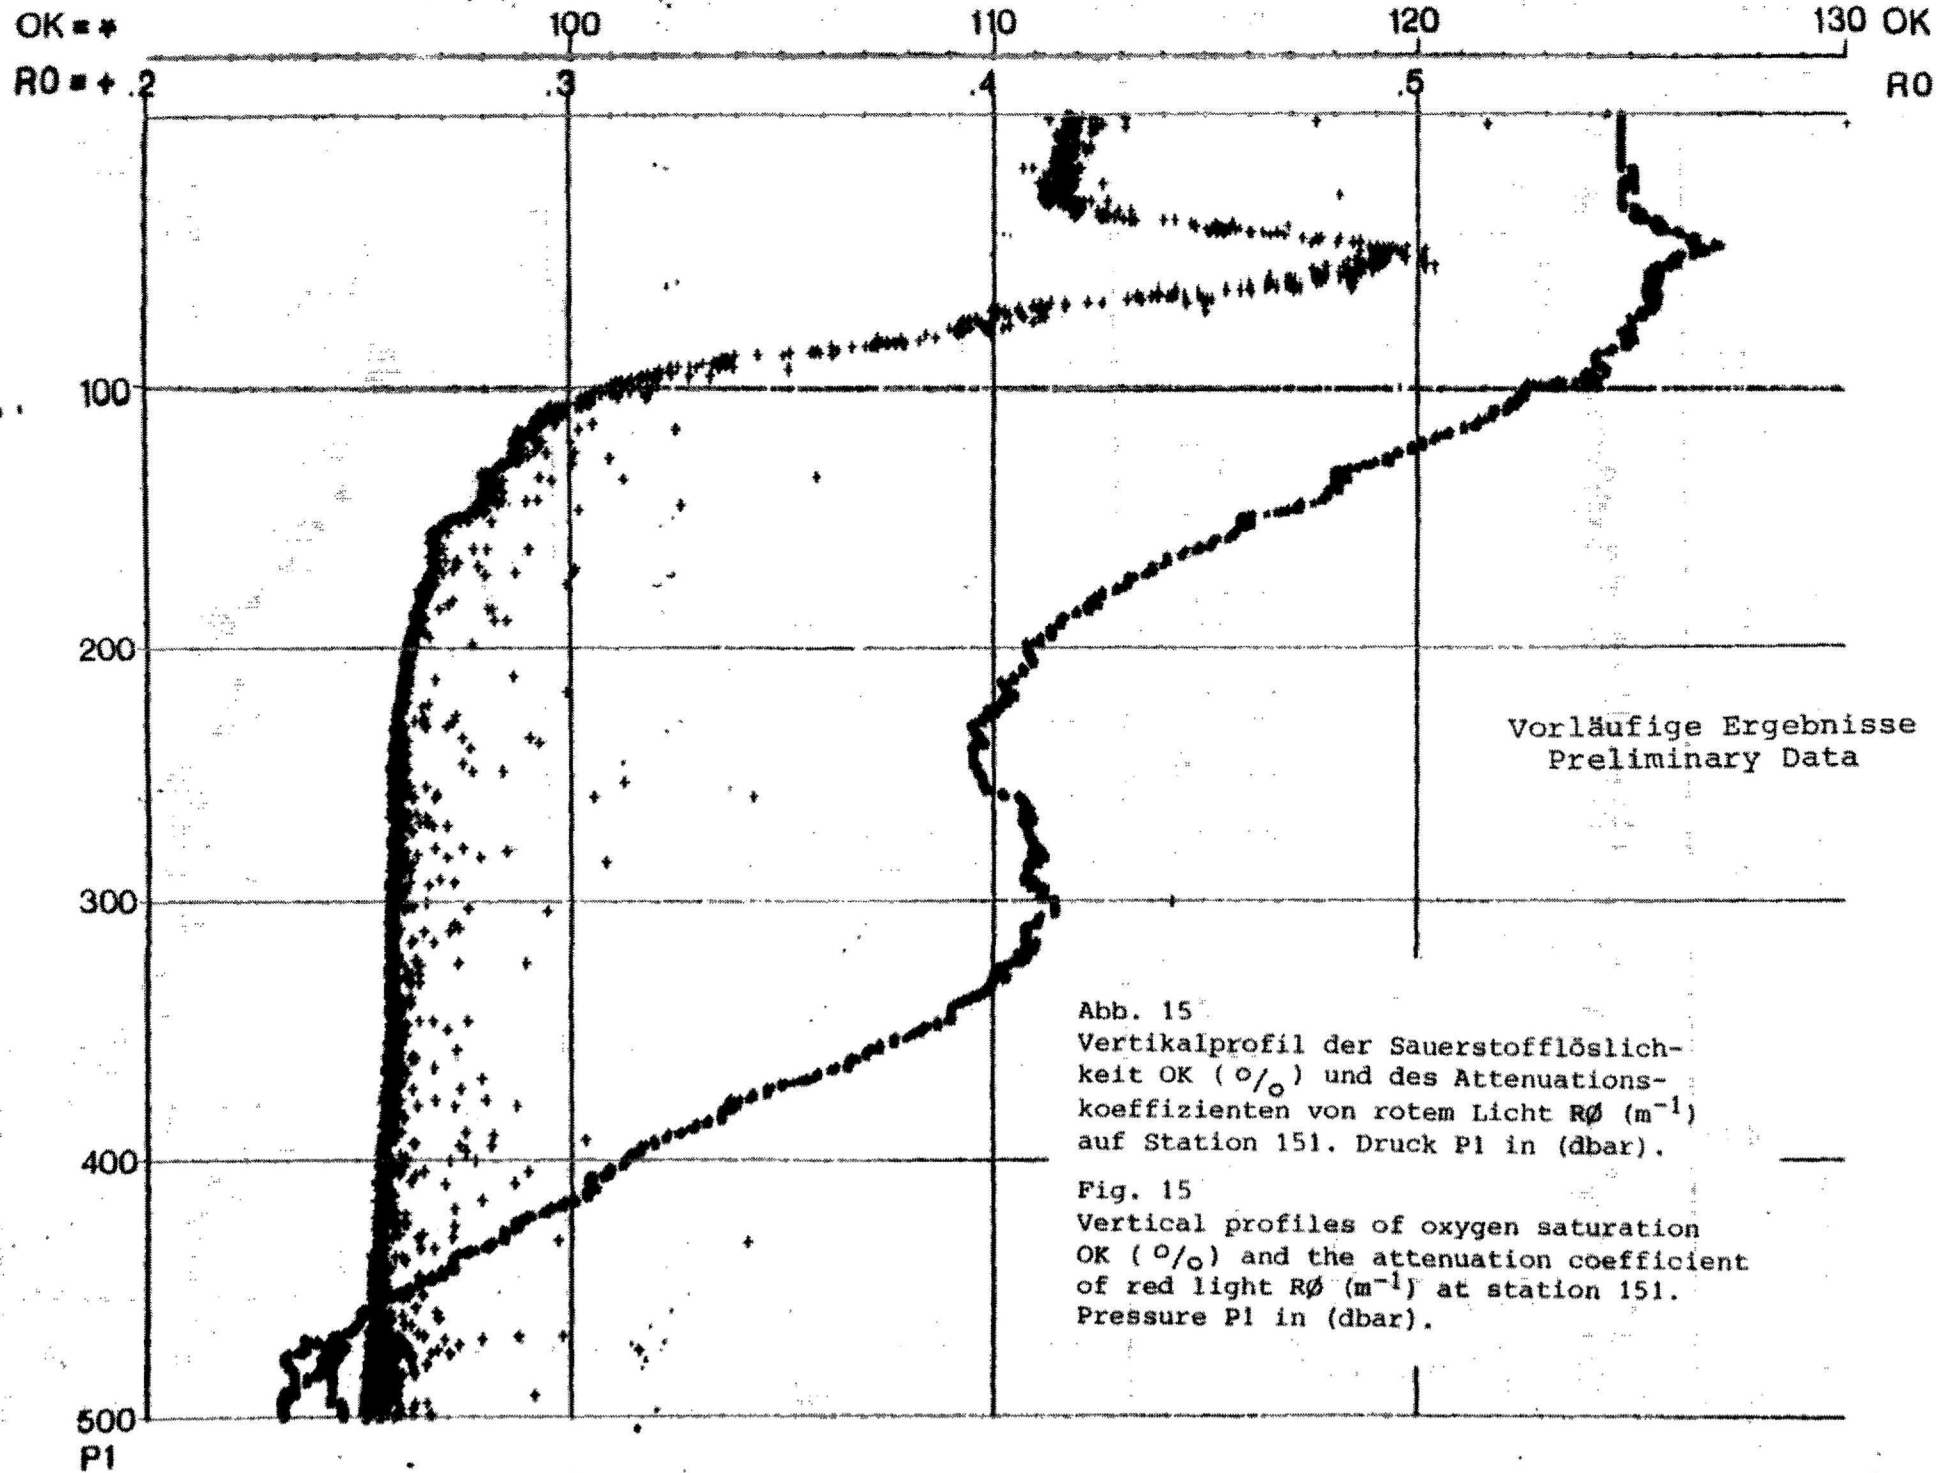 OK=* 100 110 120 130 OK
R0=+ .2 .3 .4 .5 R0
100
200
300
400
500
P1
Vorläufige Ergebnisse
Preliminary Data
Abb. 15
Vertikalprofil der Sauerstofflöslich-
keit OK (%) und des Attenuations-
koeffizienten von rotem Licht RØ (m⁻¹)
auf Station 151. Druck P1 in (dbar).
Fig. 15
Vertical profiles of oxygen saturation
OK (%) and the attenuation coefficient
of red light RØ (m⁻¹) at station 151.
Pressure P1 in (dbar).